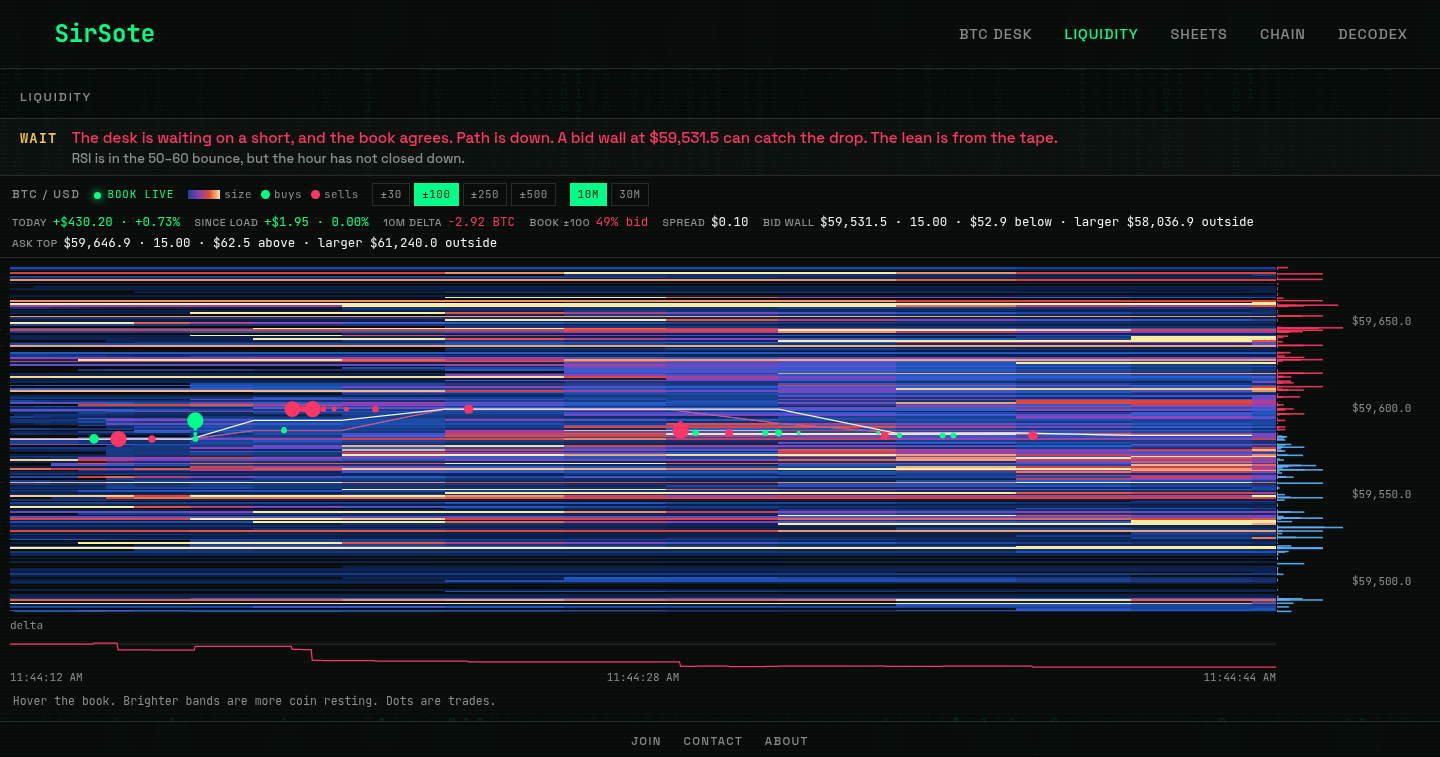 SirSote
BTC DESK LIQUIDITY SHEETS CHAIN DECODEX
LIQUIDITY
WAIT The desk is waiting on a short, and the book agrees. Path is down. A bid wall at $59,531.5 can catch the drop. The lean is from the tape.
RSI is in the 50–60 bounce, but the hour has not closed down.
BTC / USD BOOK LIVE size buys sells ±30 ±100 ±250 ±500 10M 30M
TODAY +$430.20 · +0.73% SINCE LOAD +$1.95 · 0.00% 10M DELTA -2.92 BTC BOOK ±100 49% bid SPREAD $0.10 BID WALL $59,531.5 · 15.00 · $52.9 below · larger $58,036.9 outside
ASK TOP $59,646.9 · 15.00 · $62.5 above · larger $61,240.0 outside
$59,650.0
$59,600.0
$59,550.0
$59,500.0
delta
11:44:12 AM 11:44:28 AM 11:44:44 AM
Hover the book. Brighter bands are more coin resting. Dots are trades.
JOIN CONTACT ABOUT